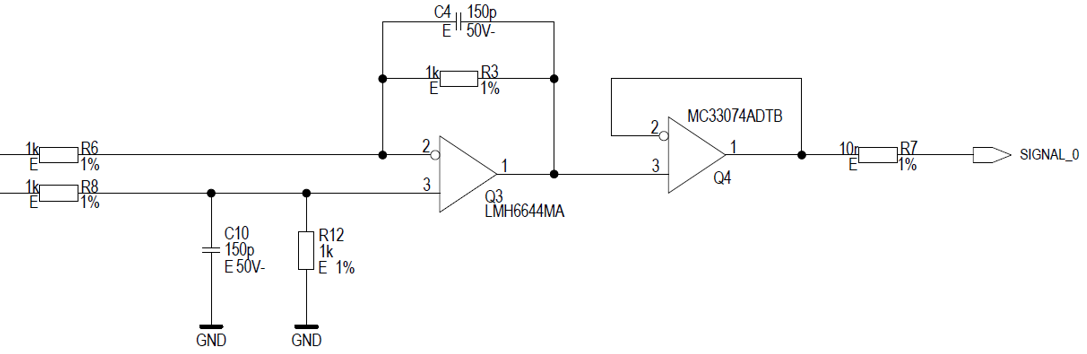 C4 150p
E 50V-
1k R3
E 1%
MC33074ADTB
2
1
3
Q4
1k R6
E 1%
2
1
3
Q3
LMH6644MA
10r R7
E 1%
SIGNAL_0
1k R8
E 1%
C10
150p
E 50V-
R12
1k
E 1%
GND
GND